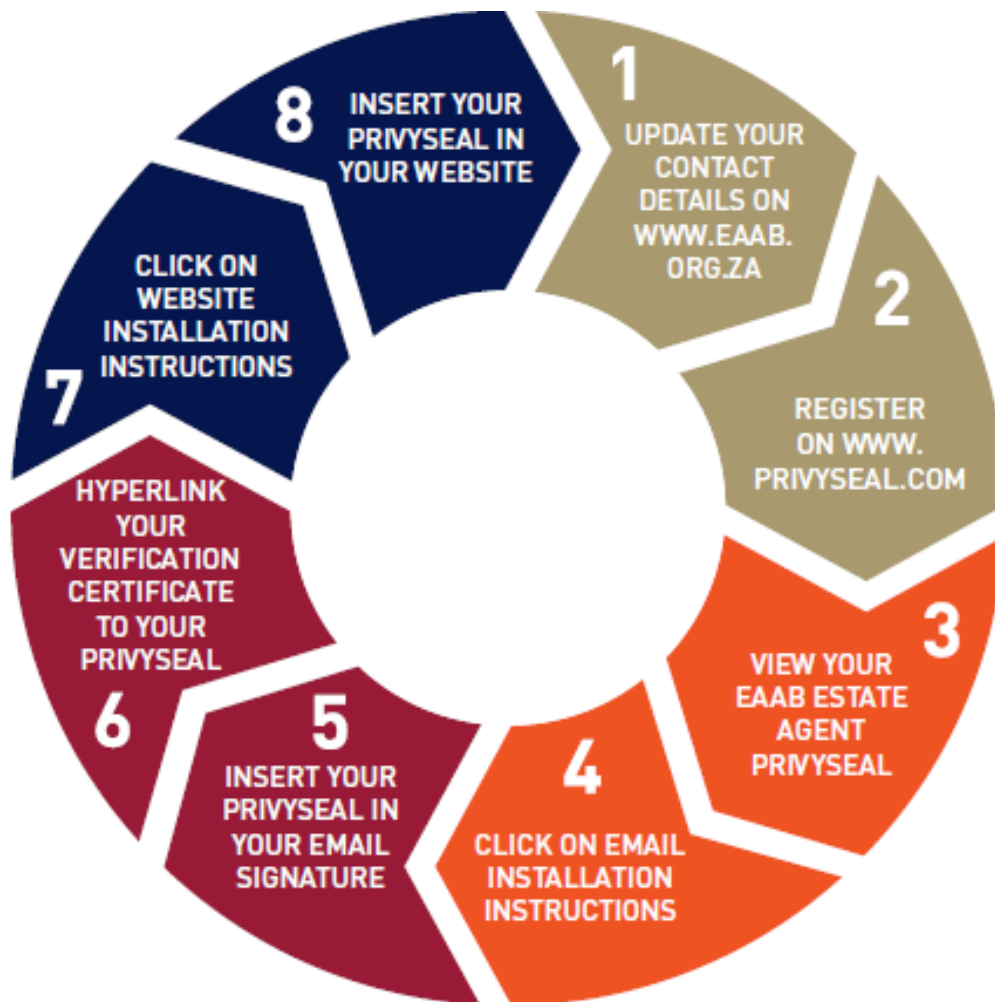 1
UPDATE YOUR
CONTACT
DETAILS ON
WWW.EAAB.
ORG.ZA
2
REGISTER
ON WWW.
PRIVYSEAL.COM
3
VIEW YOUR
EAAB ESTATE
AGENT
PRIVYSEAL
4
CLICK ON EMAIL
INSTALLATION
INSTRUCTIONS
5
INSERT YOUR
PRIVYSEAL IN
YOUR EMAIL
SIGNATURE
HYPERLINK
YOUR
VERIFICATION
CERTIFICATE
TO YOUR
PRIVYSEAL
6
CLICK ON
WEBSITE
INSTALLATION
INSTRUCTIONS
7
8
INSERT YOUR
PRIVYSEAL IN
YOUR WEBSITE